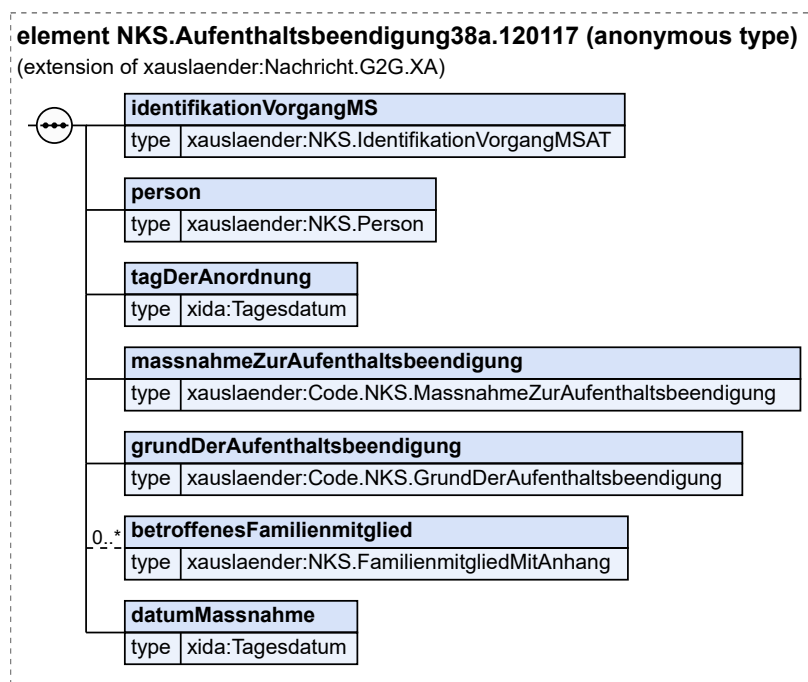 element NKS.Aufenthaltsbeendigung38a.120117 (anonymous type)
(extension of xauslaender:Nachricht.G2G.XA)
identifikationVorgangMS
type xauslaender:NKS.IdentifikationVorgangMSAT
person
type xauslaender:NKS.Person
tagDerAnordnung
type xida:Tagesdatum
massnahmeZurAufenthaltsbeendigung
type xauslaender:Code.NKS.MassnahmeZurAufenthaltsbeendigung
grundDerAufenthaltsbeendigung
type xauslaender:Code.NKS.GrundDerAufenthaltsbeendigung
0..* betroffenesFamilienmitglied
type xauslaender:NKS.FamilienmitgliedMitAnhang
datumMassnahme
type xida:Tagesdatum